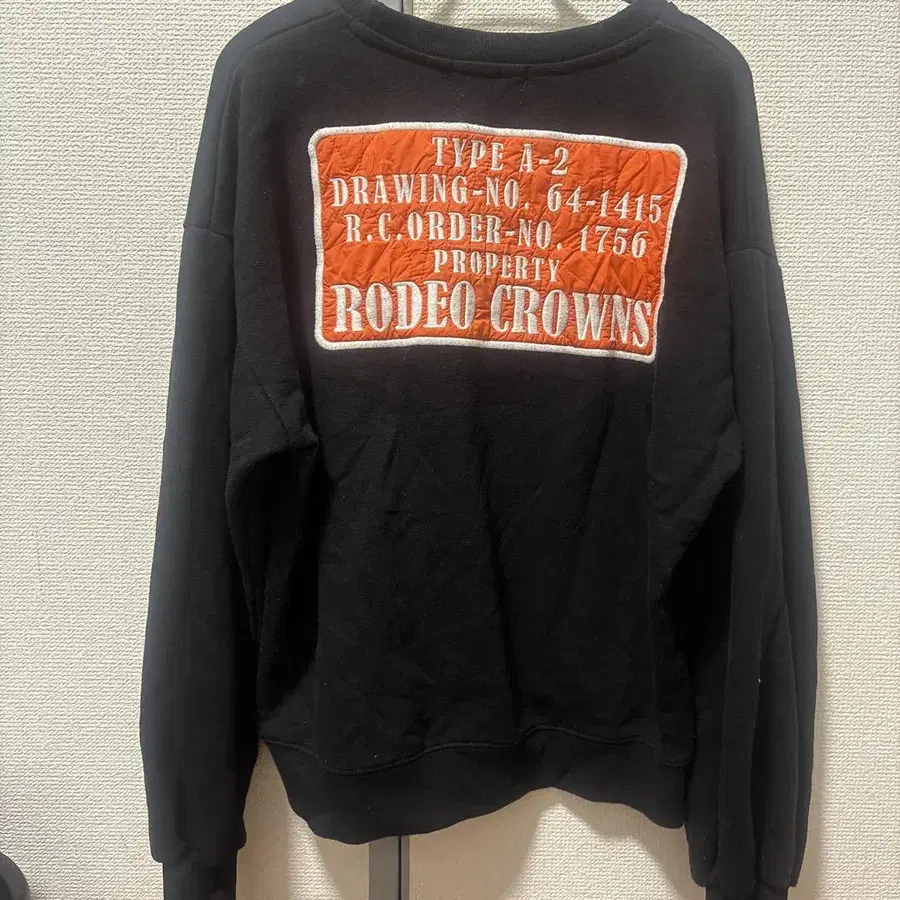 TYPE A-2
DRAWING-NO. 64-1415
R.C.ORDER-NO. 1756
PROPERTY
RODEO CROWNS